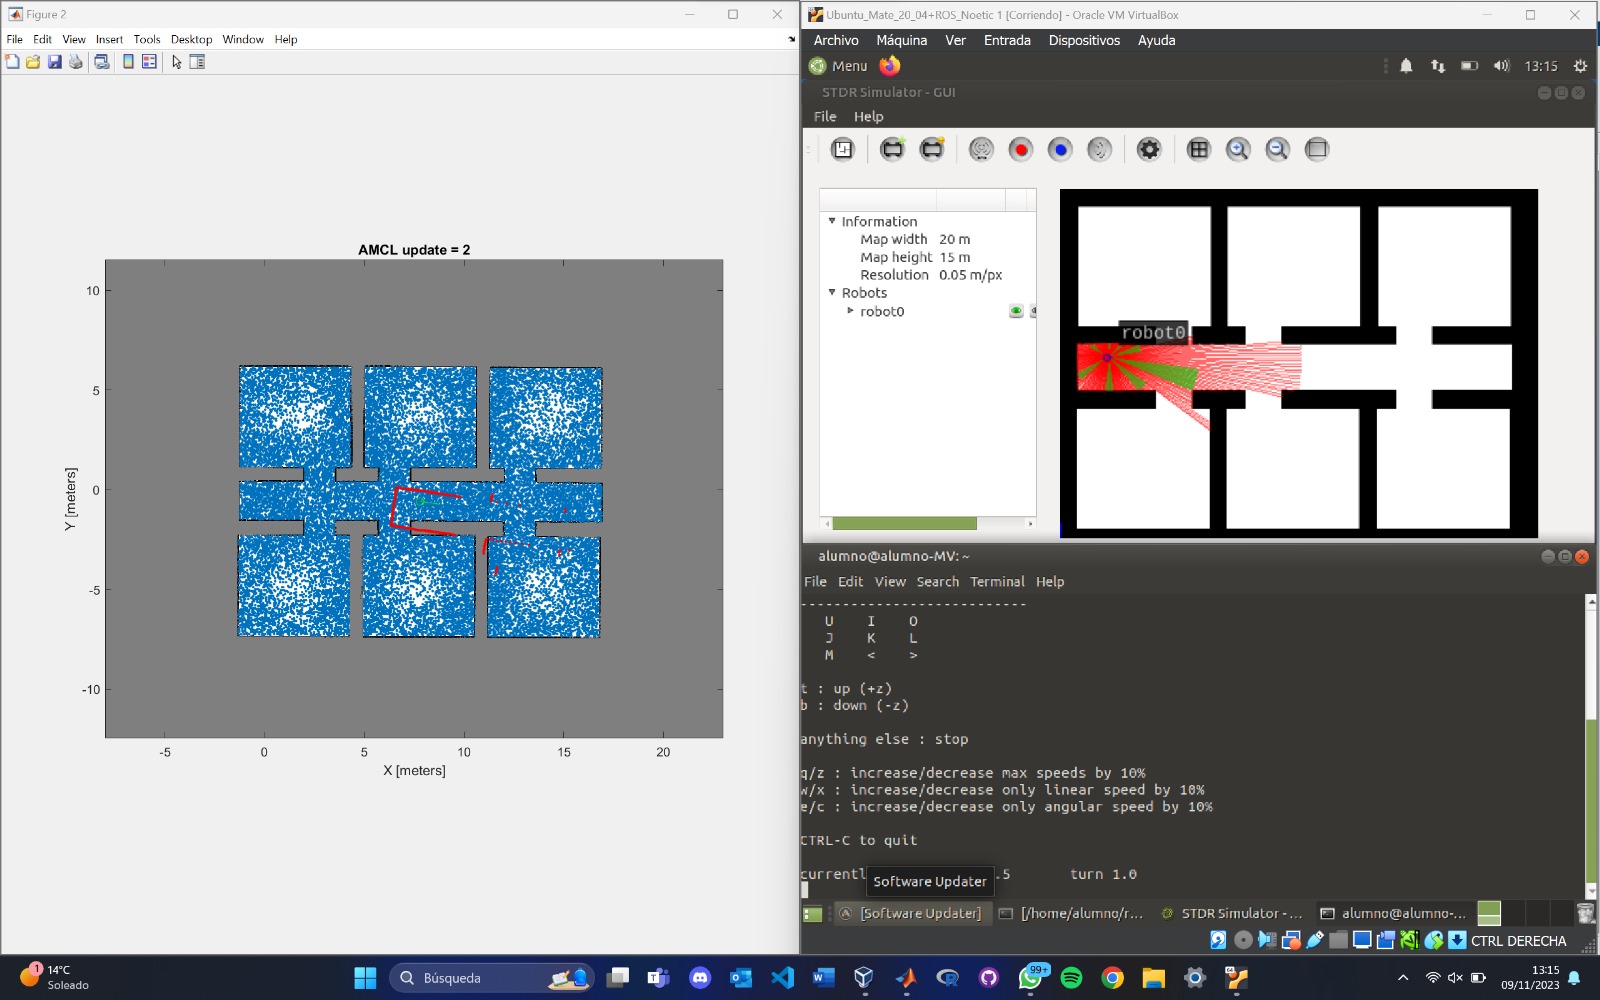 Figure 2
File Edit View Insert Tools Desktop Window Help
AMCL update = 2
10
5
0
-5
-10
Y [meters]
-5 0 5 10 15 20
X [meters]
Ubuntu_Mate_20_04+ROS_Noetic 1 [Corriendo] - Oracle VM VirtualBox
Archivo Máquina Ver Entrada Dispositivos Ayuda
Menu 13:15
STDR Simulator - GUI
File Help
Information
Map width 20 m
Map height 15 m
Resolution 0.05 m/px
Robots
robot0
robot0
alumno@alumno-MV: ~
File Edit View Search Terminal Help
---------------------------
U I O
J K L
M < >
t : up (+z)
b : down (-z)
anything else : stop
q/z : increase/decrease max speeds by 10%
w/x : increase/decrease only linear speed by 10%
e/c : increase/decrease only angular speed by 10%
CTRL-C to quit
currentl .5 turn 1.0
Software Updater
[Software Updater] [/home/alumno/r... STDR Simulator -... alumno@alumno-...
CTRL DERECHA
1
14°C
Soleado
Búsqueda
99+
13:15
09/11/2023